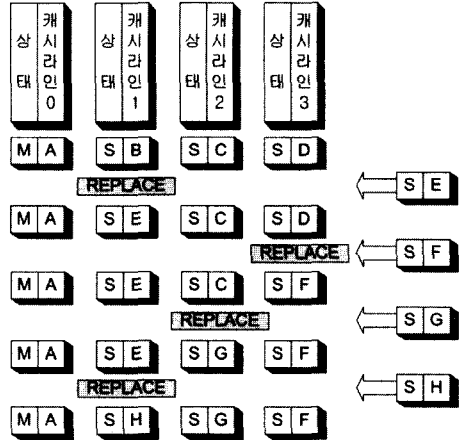 상태 캐시라인0 상태 캐시라인1 상태 캐시라인2 상태 캐시라인3
M A S B S C S D
REPLACE S E
M A S E S C S D
REPLACE S F
M A S E S C S F
REPLACE S G
M A S E S G S F
REPLACE S H
M A S H S G S F